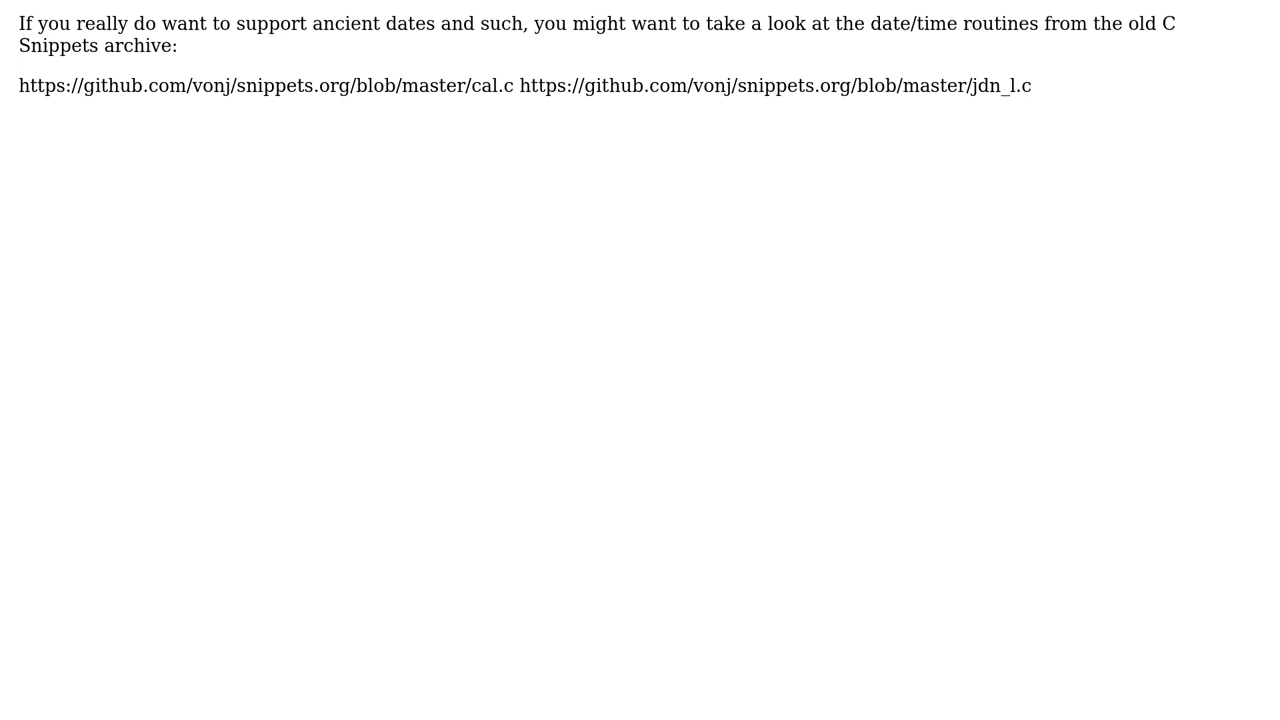 If you really do want to support ancient dates and such, you might want to take a look at the date/time routines from the old C
Snippets archive:
https://github.com/vonj/snippets.org/blob/master/cal.c https://github.com/vonj/snippets.org/blob/master/jdn_l.c